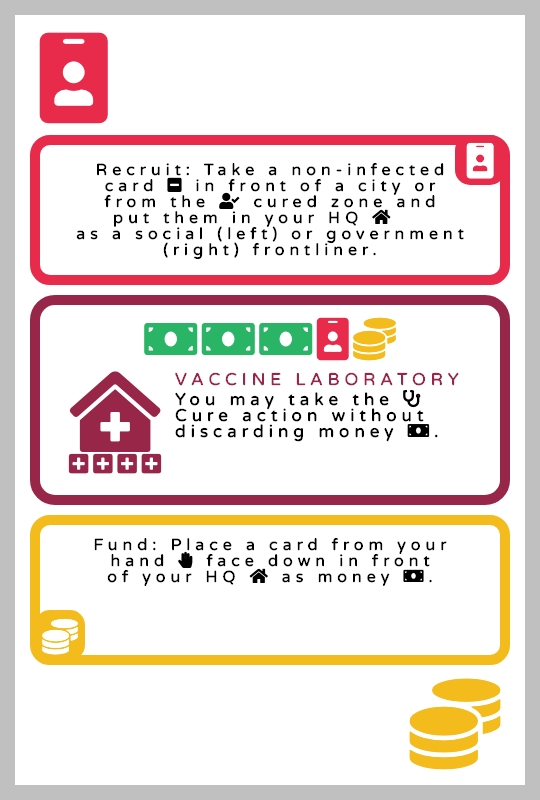 Recruit: Take a non-infected
card in front of a city or
from the cured zone and
put them in your HQ
as a social (left) or government
(right) frontliner.
VACCINE LABORATORY
You may take the
Cure action without
discarding money .
Fund: Place a card from your
hand face down in front
of your HQ as money .